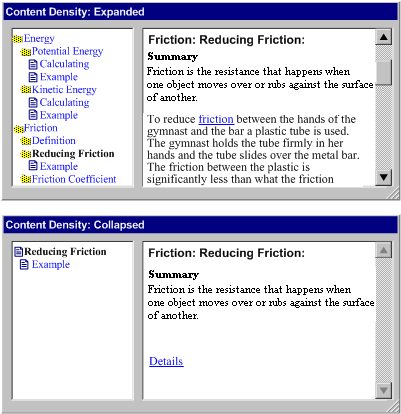 Content Density: Expanded
Energy
Potential Energy
Calculating
Example
Kinetic Energy
Calculating
Example
Friction
Definition
Reducing Friction
Example
Friction Coefficient
Friction: Reducing Friction:
Summary
Friction is the resistance that happens when
one object moves over or rubs against the surface
of another.
To reduce friction between the hands of the
gymnast and the bar a plastic tube is used.
The gymnast holds the tube firmly in her
hands and the tube slides over the metal bar.
The friction between the plastic is
significantly less than what the friction
Content Density: Collapsed
Reducing Friction
Example
Friction: Reducing Friction:
Summary
Friction is the resistance that happens when
one object moves over or rubs against the surface
of another.
Details